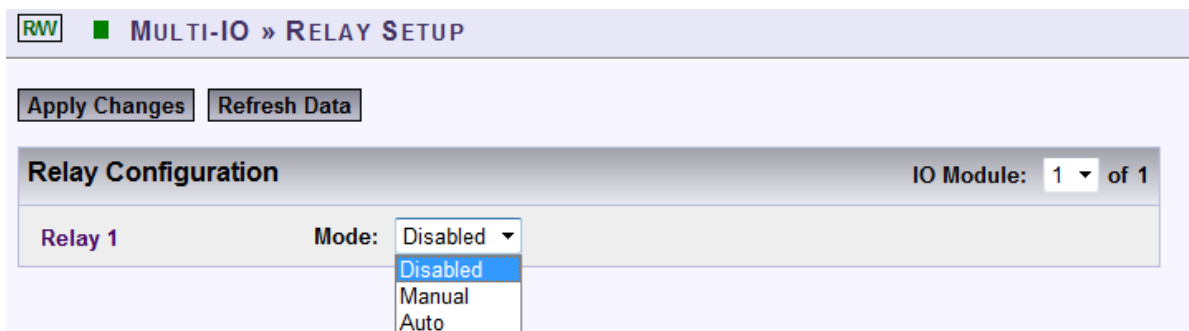 R/W MULTI-IO » RELAY SETUP
Apply Changes Refresh Data
Relay Configuration IO Module: 1 of 1
Relay 1 Mode: Disabled
Disabled
Manual
Auto